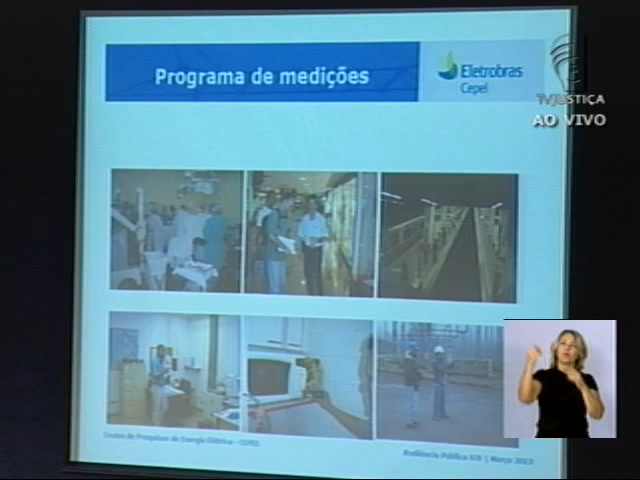 Programa de medições
Eletrobras
Cepel
TV JUSTIÇA
AO VIVO
Centro de Pesquisas de Energia Elétrica - CEPEL
Audiência Pública STF | Março 2013